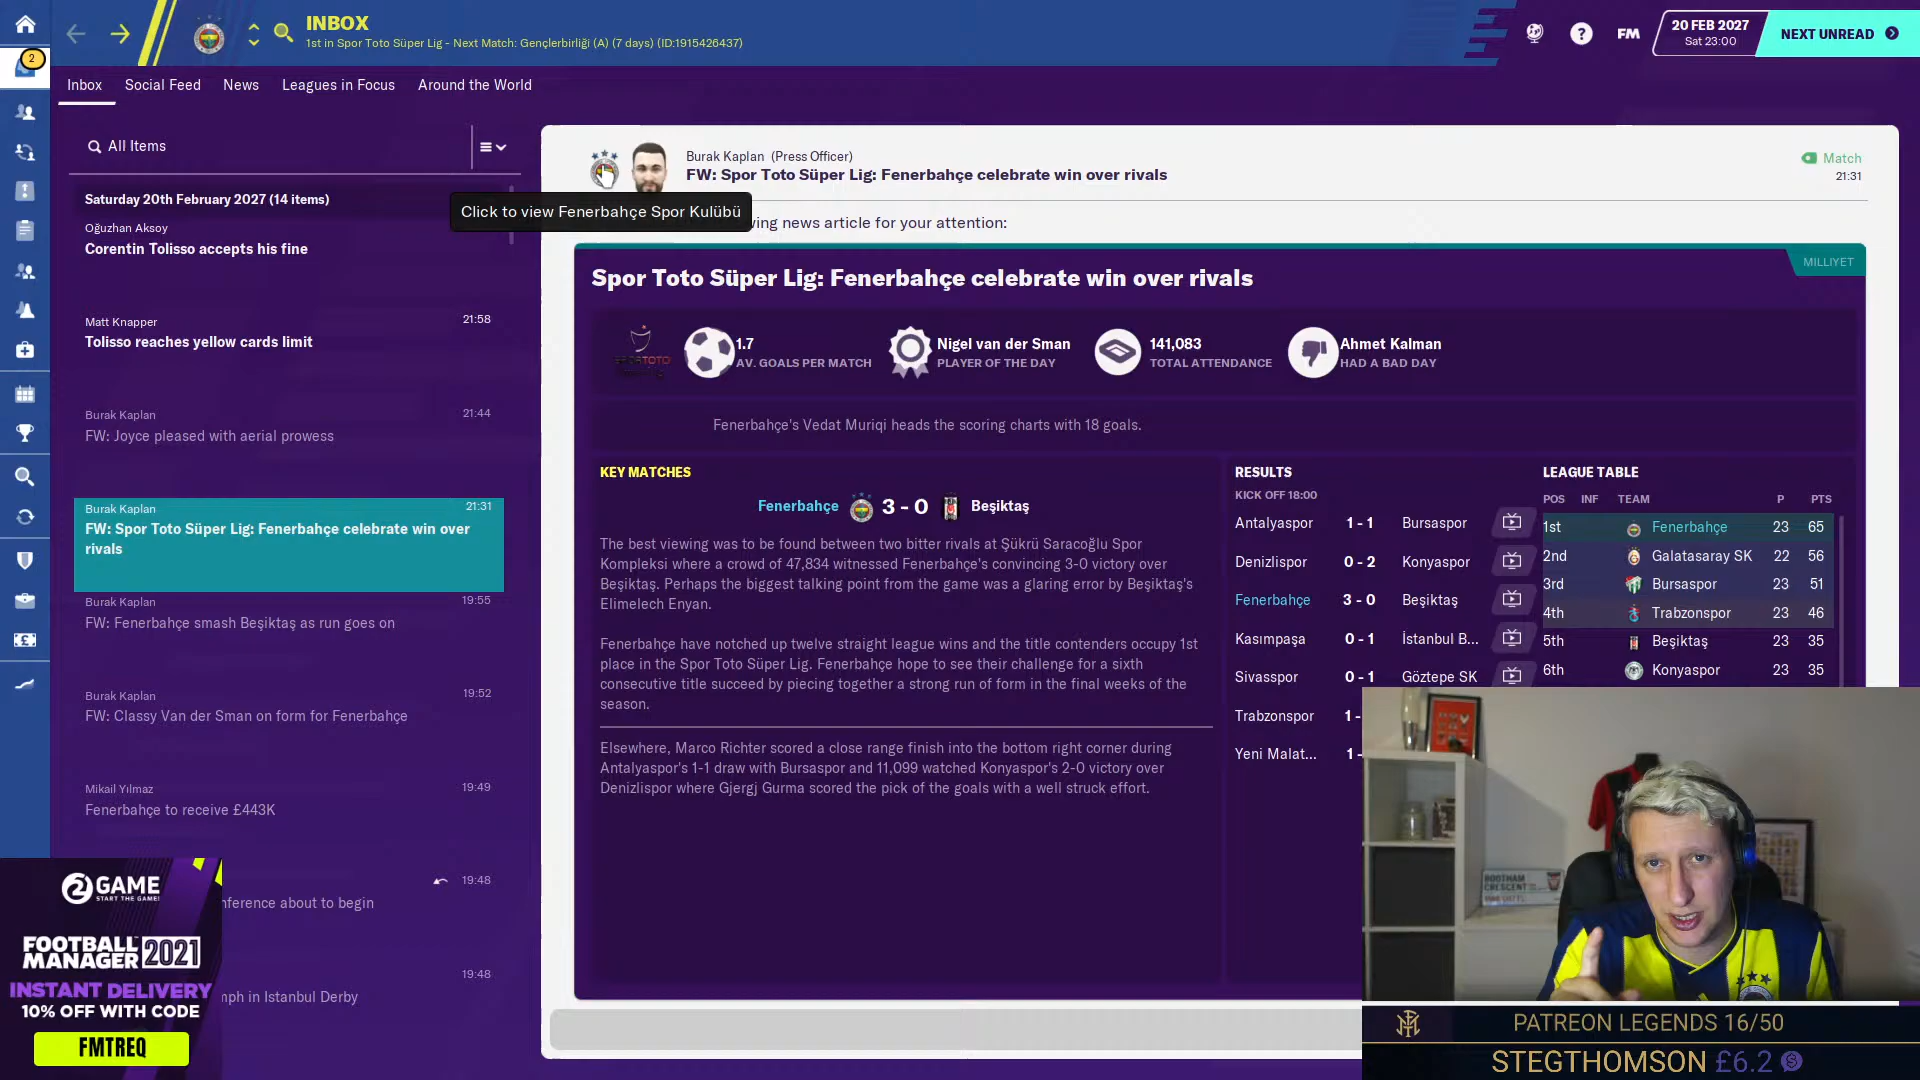 INBOX
1st in Spor Toto Süper Lig - Next Match: Gençlerbirliği (A) (7 days) (ID:1915426437)
FM
20 FEB 2027
Sat 23:00
NEXT UNREAD
2
Inbox
Social Feed
News
Leagues in Focus
Around the World
All Items
Saturday 20th February 2027 (14 items)
Oğuzhan Aksoy
Corentin Tolisso accepts his fine
Matt Knapper
21:58
Tolisso reaches yellow cards limit
Burak Kaplan
21:44
FW: Joyce pleased with aerial prowess
Burak Kaplan
21:31
FW: Spor Toto Süper Lig: Fenerbahçe celebrate win over
rivals
Burak Kaplan
19:55
FW: Fenerbahçe smash Beşiktaş as run goes on
Burak Kaplan
19:52
FW: Classy Van der Sman on form for Fenerbahçe
Mikail Yılmaz
19:49
Fenerbahçe to receive £443K
19:48
nference about to begin
19:48
mph in Istanbul Derby
Burak Kaplan (Press Officer)
FW: Spor Toto Süper Lig: Fenerbahçe celebrate win over rivals
Match
21:31
Click to view Fenerbahçe Spor Kulübü
ving news article for your attention:
Spor Toto Süper Lig: Fenerbahçe celebrate win over rivals
MILLIYET
1.7
AV. GOALS PER MATCH
Nigel van der Sman
PLAYER OF THE DAY
141,083
TOTAL ATTENDANCE
Ahmet Kalman
HAD A BAD DAY
Fenerbahçe's Vedat Muriqi heads the scoring charts with 18 goals.
KEY MATCHES
Fenerbahçe 3 - 0 Beşiktaş
The best viewing was to be found between two bitter rivals at Şükrü Saracoğlu Spor
Kompleksi where a crowd of 47,834 witnessed Fenerbahçe's convincing 3-0 victory over
Beşiktaş. Perhaps the biggest talking point from the game was a glaring error by Beşiktaş's
Elimelech Enyan.
Fenerbahçe have notched up twelve straight league wins and the title contenders occupy 1st
place in the Spor Toto Süper Lig. Fenerbahçe hope to see their challenge for a sixth
consecutive title succeed by piecing together a strong run of form in the final weeks of the
season.
Elsewhere, Marco Richter scored a close range finish into the bottom right corner during
Antalyaspor's 1-1 draw with Bursaspor and 11,099 watched Konyaspor's 2-0 victory over
Denizlispor where Gjergj Gurma scored the pick of the goals with a well struck effort.
RESULTS
KICK OFF 18:00
Antalyaspor 1 - 1 Bursaspor
Denizlispor 0 - 2 Konyaspor
Fenerbahçe 3 - 0 Beşiktaş
Kasımpaşa 0 - 1 İstanbul B...
Sivasspor 0 - 1 Göztepe SK
Trabzonspor 1 -
Yeni Malat... 1 -
LEAGUE TABLE
POS INF TEAM P PTS
1st Fenerbahçe 23 65
2nd Galatasaray SK 22 56
3rd Bursaspor 23 51
4th Trabzonspor 23 46
5th Beşiktaş 23 35
6th Konyaspor 23 35
2GAME
START THE GAME!
FOOTBALL
MANAGER 2021
INSTANT DELIVERY
10% OFF WITH CODE
FMTREQ
BOOTHAM
CRESCENT
PATREON LEGENDS 16/50
STEGTHOMSON £6.2